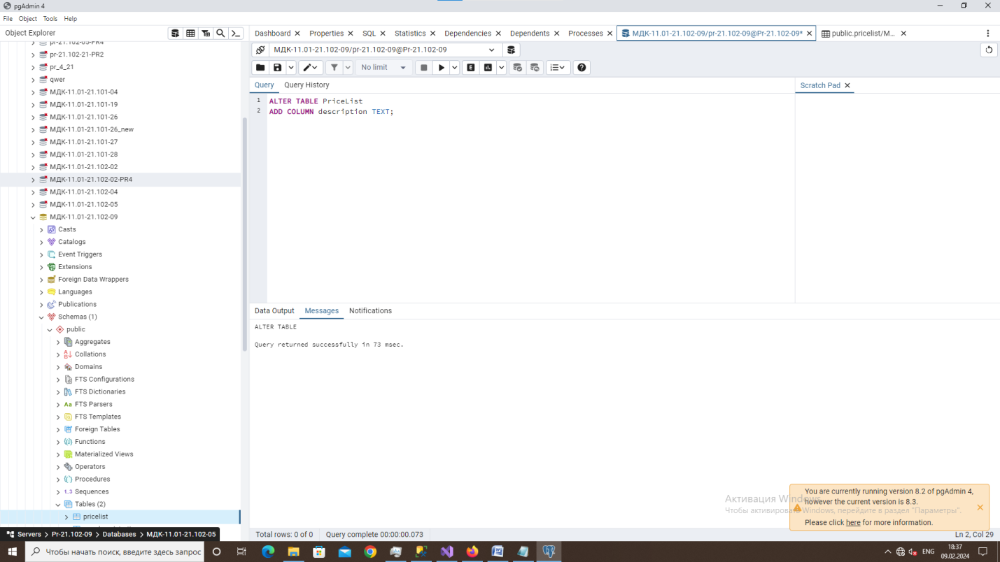 pgAdmin 4
File Object Tools Help
Object Explorer
Dashboard Properties SQL Statistics Dependencies Dependents Processes МДК-11.01-21.102-09/pr-21.102-09@Pr-21.102-09* public.pricelist/M...
МДК-11.01-21.102-09/pr-21.102-09@Pr-21.102-09
No limit
Query Query History
Scratch Pad
1 ALTER TABLE PriceList
2 ADD COLUMN description TEXT;
pr-21.102-05-PR4
pr-21.102-21-PR2
pr_4_21
qwer
МДК-11.01-21.101-04
МДК-11.01-21.101-19
МДК-11.01-21.101-26
МДК-11.01-21.101-26_new
МДК-11.01-21.101-27
МДК-11.01-21.101-28
МДК-11.01-21.102-02
МДК-11.01-21.102-02-PR4
МДК-11.01-21.102-04
МДК-11.01-21.102-05
МДК-11.01-21.102-09
Casts
Catalogs
Event Triggers
Extensions
Foreign Data Wrappers
Languages
Publications
Schemas (1)
public
Aggregates
Collations
Domains
FTS Configurations
FTS Dictionaries
FTS Parsers
FTS Templates
Foreign Tables
Functions
Materialized Views
Operators
Procedures
1..3 Sequences
Tables (2)
pricelist
Servers > Pr-21.102-09 > Databases > МДК-11.01-21.102-05
Data Output Messages Notifications
ALTER TABLE
Query returned successfully in 73 msec.
Активация Windows
Чтобы активировать Windows, перейдите в раздел "Параметры".
You are currently running version 8.2 of pgAdmin 4,
however the current version is 8.3.
Please click here for more information.
Total rows: 0 of 0 Query complete 00:00:00.073
Ln 2, Col 29
Чтобы начать поиск, введите здесь запрос
ENG
18:37
09.02.2024